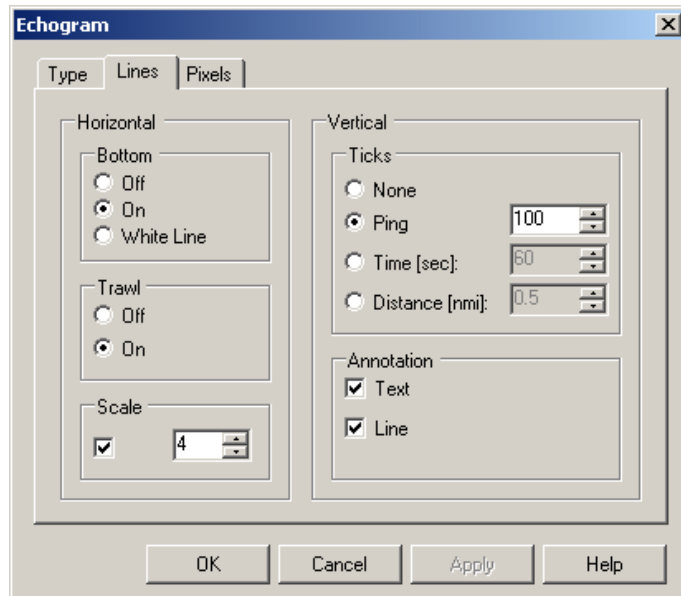 Echogram
Type Lines Pixels
Horizontal
Bottom
Off
On
White Line
Trawl
Off
On
Scale
4
Vertical
Ticks
None
Ping 100
Time [sec]: 60
Distance [nmi]: 0.5
Annotation
Text
Line
OK Cancel Apply Help